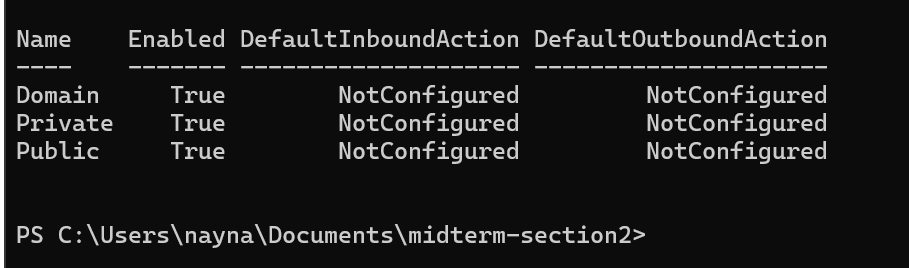 Name    Enabled DefaultInboundAction DefaultOutboundAction
----    ------- -------------------- ---------------------
Domain     True        NotConfigured         NotConfigured
Private    True        NotConfigured         NotConfigured
Public     True        NotConfigured         NotConfigured
PS C:\Users\nayna\Documents\midterm-section2>